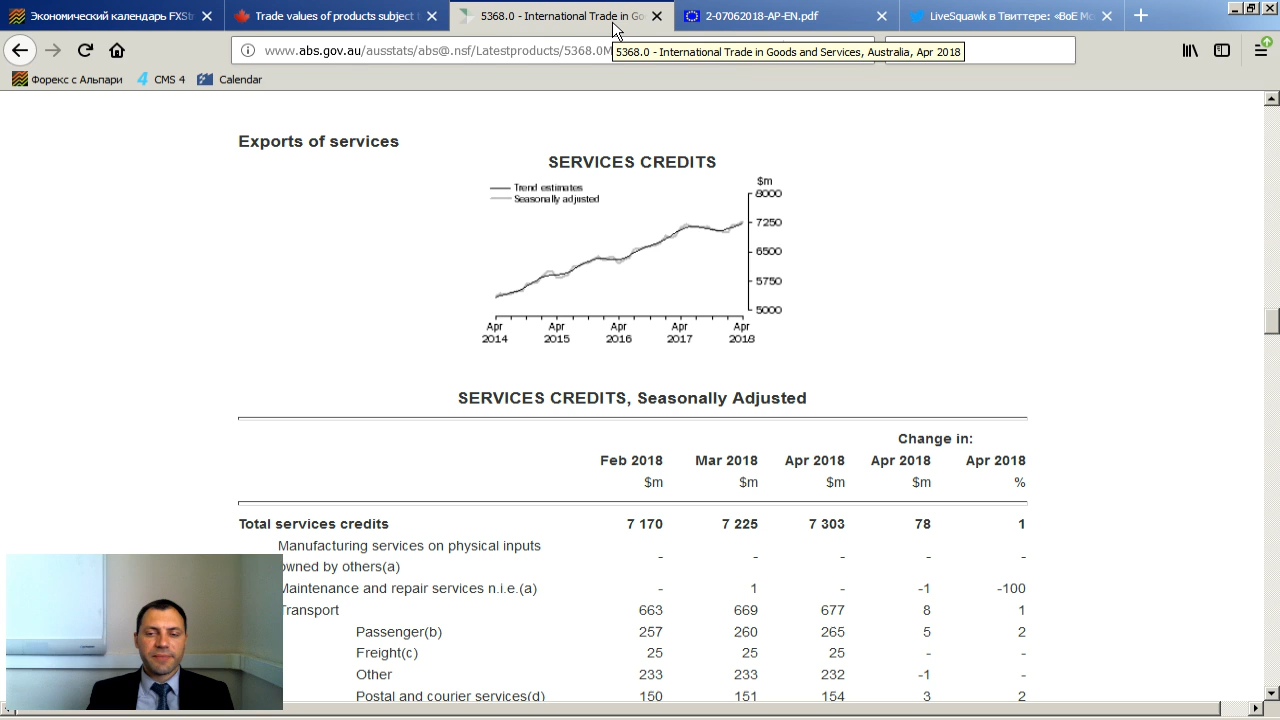 Экономический календарь FXStr
Trade values of products subject t
5368.0 - International Trade in Go
2-07062018-AP-EN.pdf
LiveSquawk в Твиттере: «BoE Mc
www.abs.gov.au/ausstats/abs@.nsf/Latestproducts/5368.0M
5368.0 - International Trade in Goods and Services, Australia, Apr 2018
Форекс с Альпари
CMS 4
Calendar
Exports of services
SERVICES CREDITS
$m
Trend estimates
Seasonally adjusted
8000
7250
6500
5750
5000
Apr Apr Apr Apr Apr
2014 2015 2016 2017 2018
SERVICES CREDITS, Seasonally Adjusted
Change in:
Feb 2018 Mar 2018 Apr 2018 Apr 2018 Apr 2018
$m $m $m $m %
Total services credits 7 170 7 225 7 303 78 1
Manufacturing services on physical inputs
owned by others(a) - - - - -
Maintenance and repair services n.i.e.(a) - 1 - -1 -100
Transport 663 669 677 8 1
Passenger(b) 257 260 265 5 2
Freight(c) 25 25 25 - -
Other 233 233 232 -1 -
Postal and courier services(d) 150 151 154 3 2